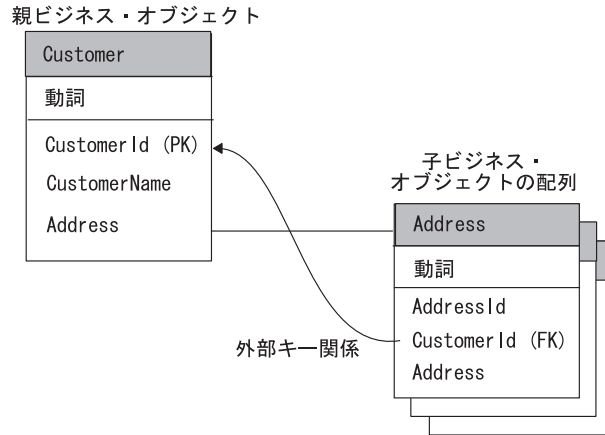 親ビジネス・オブジェクト
Customer
動詞
CustomerId (PK)
CustomerName
Address
子ビジネス・
オブジェクトの配列
Address
動詞
AddressId
CustomerId (FK)
Address
外部キー関係